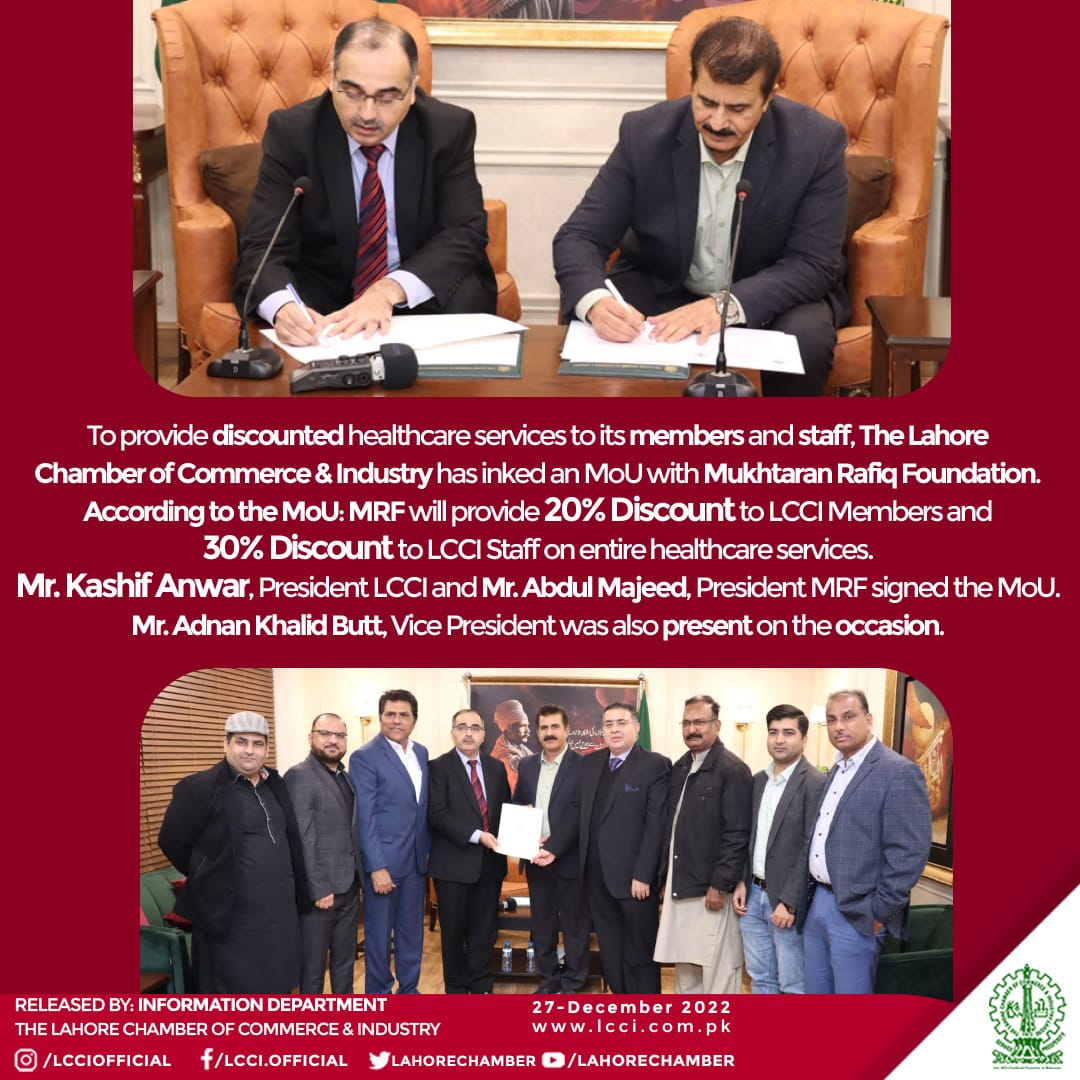 To provide discounted healthcare services to its members and staff, The Lahore
Chamber of Commerce & Industry has inked an MoU with Mukhtaran Rafiq Foundation.
According to the MoU: MRF will provide 20% Discount to LCCI Members and
30% Discount to LCCI Staff on entire healthcare services.
Mr. Kashif Anwar, President LCCI and Mr. Abdul Majeed, President MRF signed the MoU.
Mr. Adnan Khalid Butt, Vice President was also present on the occasion.
RELEASED BY: INFORMATION DEPARTMENT
THE LAHORE CHAMBER OF COMMERCE & INDUSTRY
27-December 2022
www.lcci.com.pk
/LCCIOFFICIAL /LCCI.OFFICIAL LAHORECHAMBER /LAHORECHAMBER